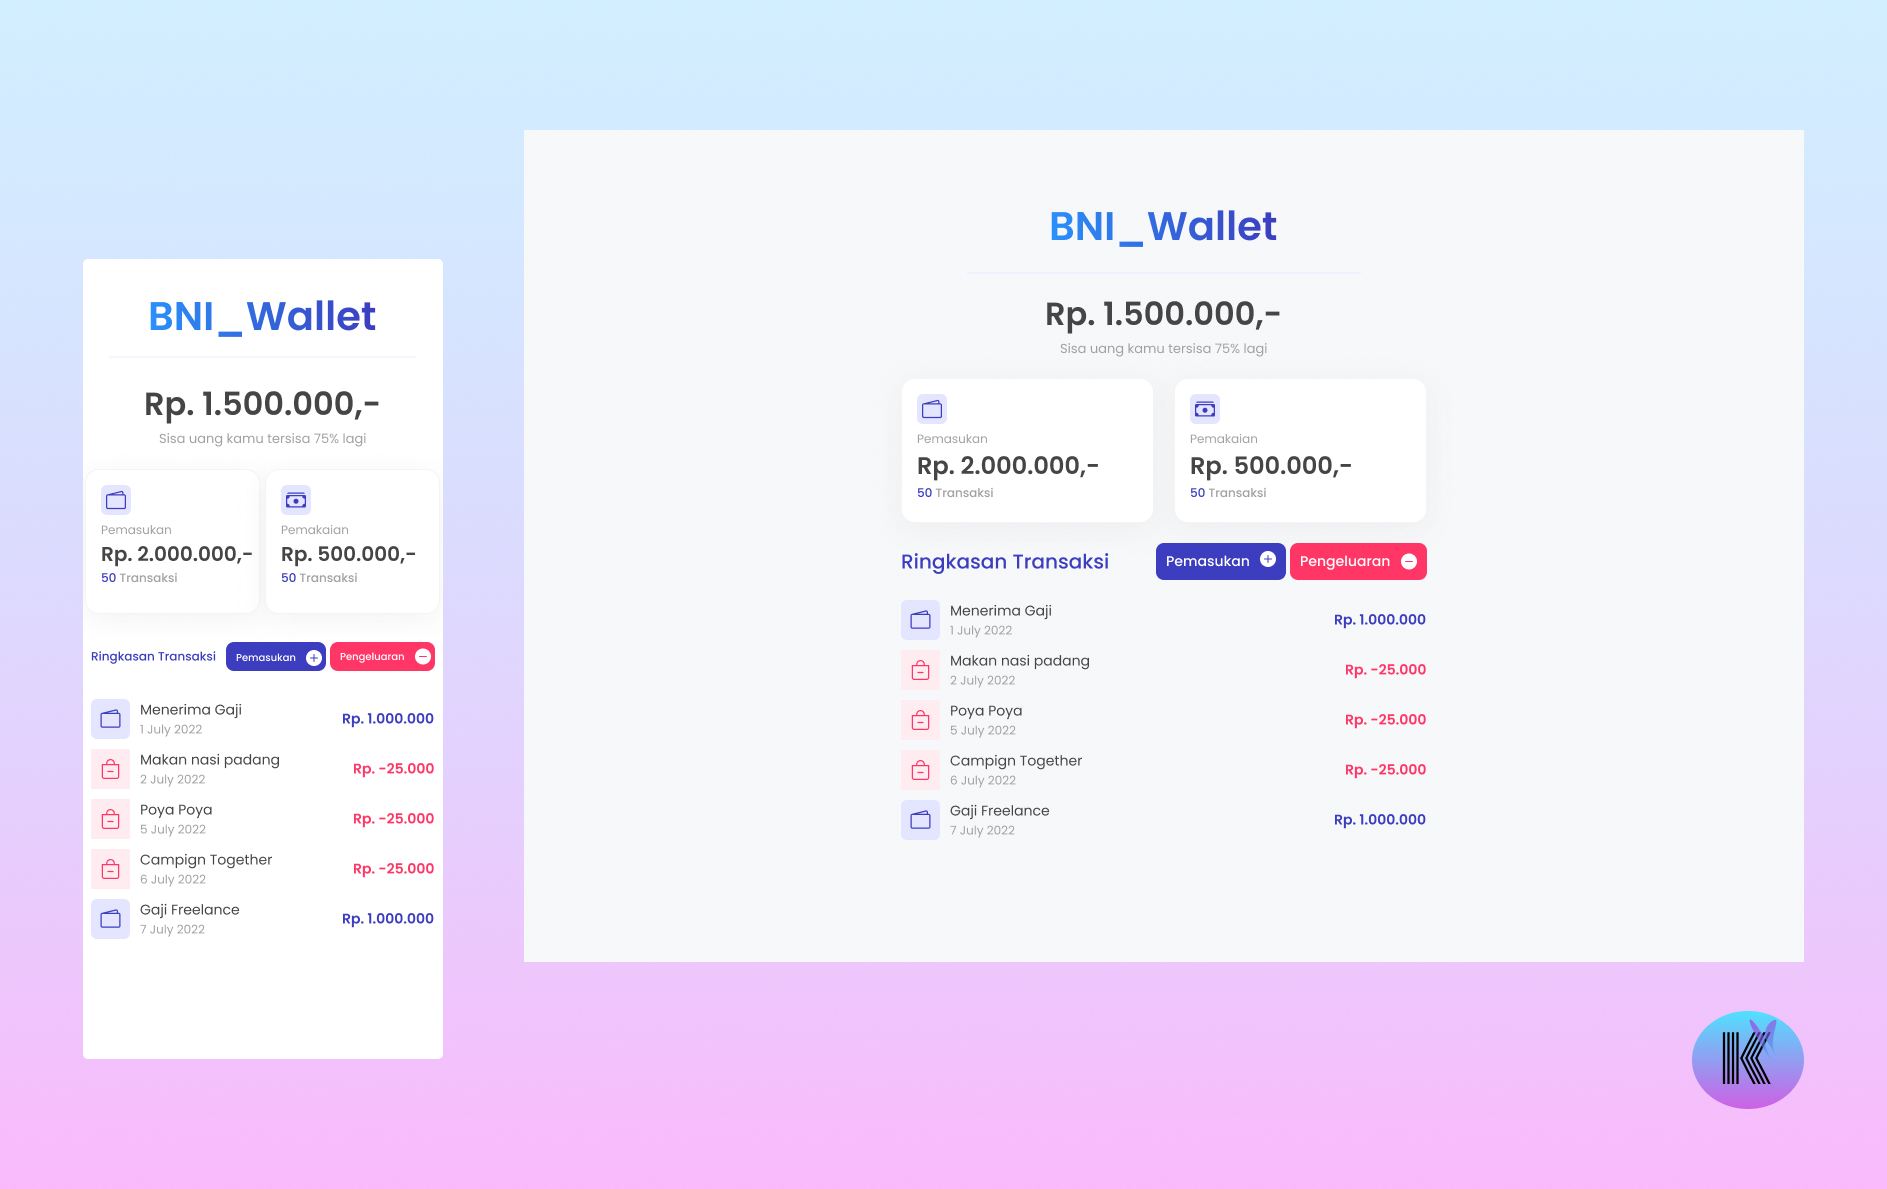 BNI_Wallet
Rp. 1.500.000,-
Sisa uang kamu tersisa 75% lagi
Pemasukan
Rp. 2.000.000,-
50 Transaksi
Pemakaian
Rp. 500.000,-
50 Transaksi
Ringkasan Transaksi
Pemasukan
Pengeluaran
Menerima Gaji
1 July 2022
Rp. 1.000.000
Makan nasi padang
2 July 2022
Rp. -25.000
Poya Poya
5 July 2022
Rp. -25.000
Campign Together
6 July 2022
Rp. -25.000
Gaji Freelance
7 July 2022
Rp. 1.000.000
BNI_Wallet
Rp. 1.500.000,-
Sisa uang kamu tersisa 75% lagi
Pemasukan
Rp. 2.000.000,-
50 Transaksi
Pemakaian
Rp. 500.000,-
50 Transaksi
Ringkasan Transaksi
Pemasukan
Pengeluaran
Menerima Gaji
1 July 2022
Rp. 1.000.000
Makan nasi padang
2 July 2022
Rp. -25.000
Poya Poya
5 July 2022
Rp. -25.000
Campign Together
6 July 2022
Rp. -25.000
Gaji Freelance
7 July 2022
Rp. 1.000.000
K